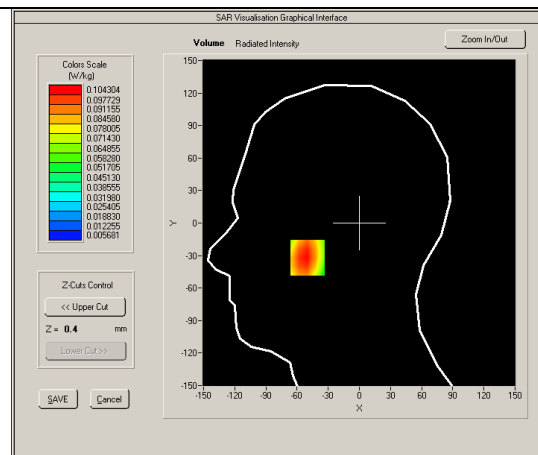 SAR Visualisation Graphical Interface
Volume Radiated Intensity
Zoom In/Out
Colors Scale
(W/kg)
0.104304
0.097729
0.091155
0.084580
0.078005
0.071430
0.064855
0.058280
0.051705
0.045130
0.038555
0.031980
0.025405
0.018830
0.012255
0.005681
Z-Cuts Control
<< Upper Cut
Z = 0.4 mm
Lower Cut >>
SAVE Cancel
150
120
90
60
30
0
-30
-60
-90
-120
-150
Y
-150 -120 -90 -60 -30 0 30 60 90 120 150
X